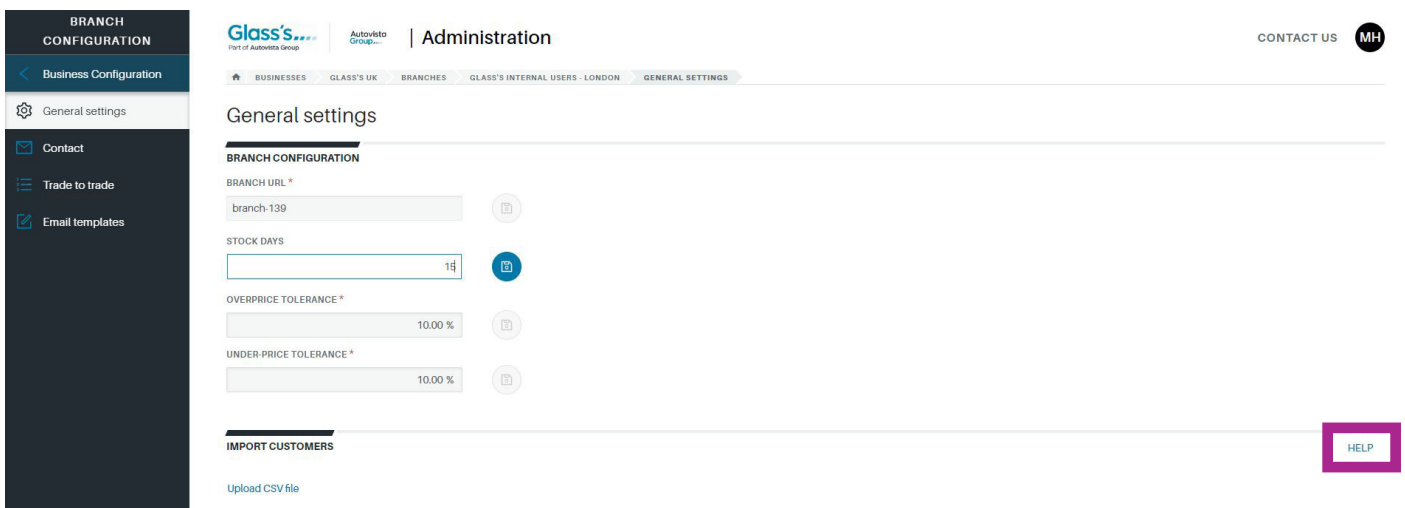 BRANCH
CONFIGURATION
Business Configuration
General settings
Contact
Trade to trade
Email templates
Glass's....
Part of Autovista Group
Autovista
Group....
| Administration
CONTACT US
MH
BUSINESSES
GLASS'S UK
BRANCHES
GLASS'S INTERNAL USERS - LONDON
GENERAL SETTINGS
General settings
BRANCH CONFIGURATION
BRANCH URL *
branch-139
STOCK DAYS
15
OVERPRICE TOLERANCE *
10.00 %
UNDER-PRICE TOLERANCE *
10.00 %
IMPORT CUSTOMERS
HELP
Upload CSV file